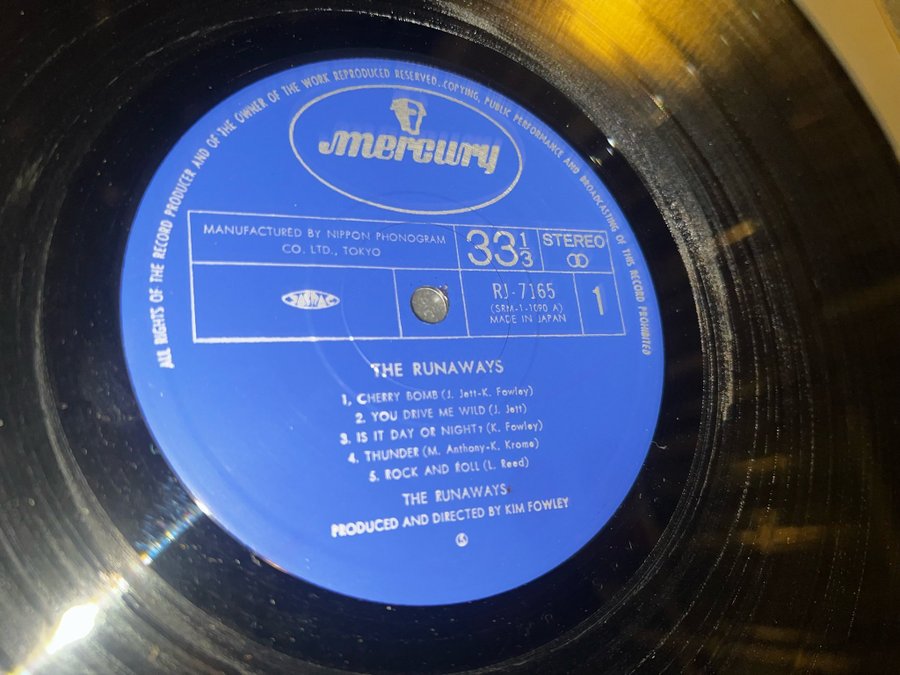 ALL RIGHTS OF THE RECORD PRODUCER AND OF THE OWNER OF THE WORK REPRODUCED RESERVED. COPYING, PUBLIC PERFORMANCE AND BROADCASTING OF THIS RECORD PROHIBITED
mercury
MANUFACTURED BY NIPPON PHONOGRAM
CO. LTD., TOKYO
33 1/3
STEREO
JASRAC
RJ-7165
(SRM-1-1090 A)
MADE IN JAPAN
1
THE RUNAWAYS
1. CHERRY BOMB (J. Jett-K. Fowley)
2. YOU DRIVE ME WILD (J. Jett)
3. IS IT DAY OR NIGHT? (K. Fowley)
4. THUNDER (M. Anthony-K. Krome)
5. ROCK AND ROLL (L. Reed)
THE RUNAWAYS
PRODUCED AND DIRECTED BY KIM FOWLEY